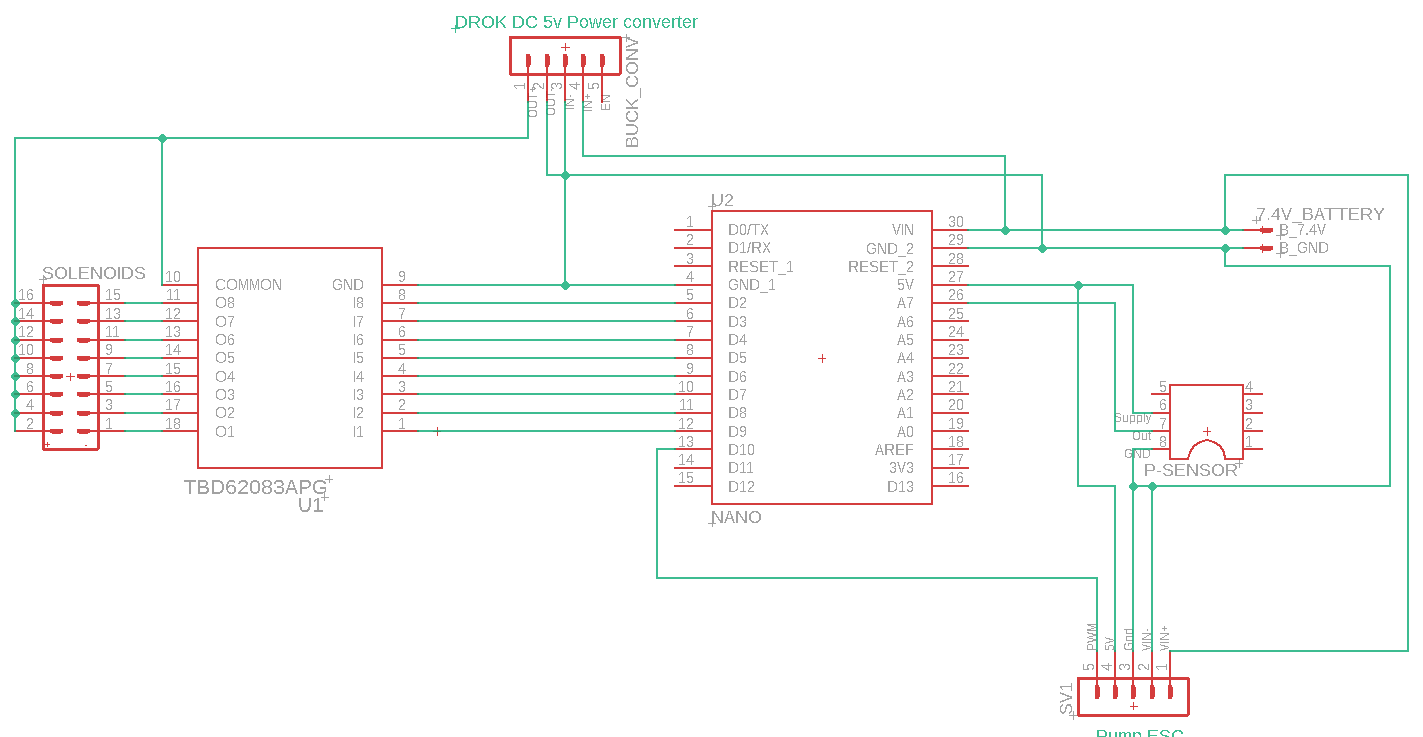 DROK DC 5v Power converter
BUCK_CONV
1 2 3 4 5
OUT+ OUT- IN- IN+ EN
SOLENOIDS
16 15
14 13
12 11
10 9
8 7
6 5
4 3
2 1
+ -
10 COMMON GND 9
11 O8 I8 8
12 O7 I7 7
13 O6 I6 6
14 O5 I5 5
15 O4 I4 4
16 O3 I3 3
17 O2 I2 2
18 O1 I1 1
TBD62083APG
U1
U2
1 D0/TX VIN 30
2 D1/RX GND_2 29
3 RESET_1 RESET_2 28
4 GND_1 5V 27
5 D2 A7 26
6 D3 A6 25
7 D4 A5 24
8 D5 A4 23
9 D6 A3 22
10 D7 A2 21
11 D8 A1 20
12 D9 A0 19
13 D10 AREF 18
14 D11 3V3 17
15 D12 D13 16
NANO
7.4V_BATTERY
B_7.4V
B_GND
5 4
6 3
Supply
7 2
Out
8 1
GND
P-SENSOR
PWM 5V Gnd VIN- VIN+
5 4 3 2 1
SV1
Pump ESC